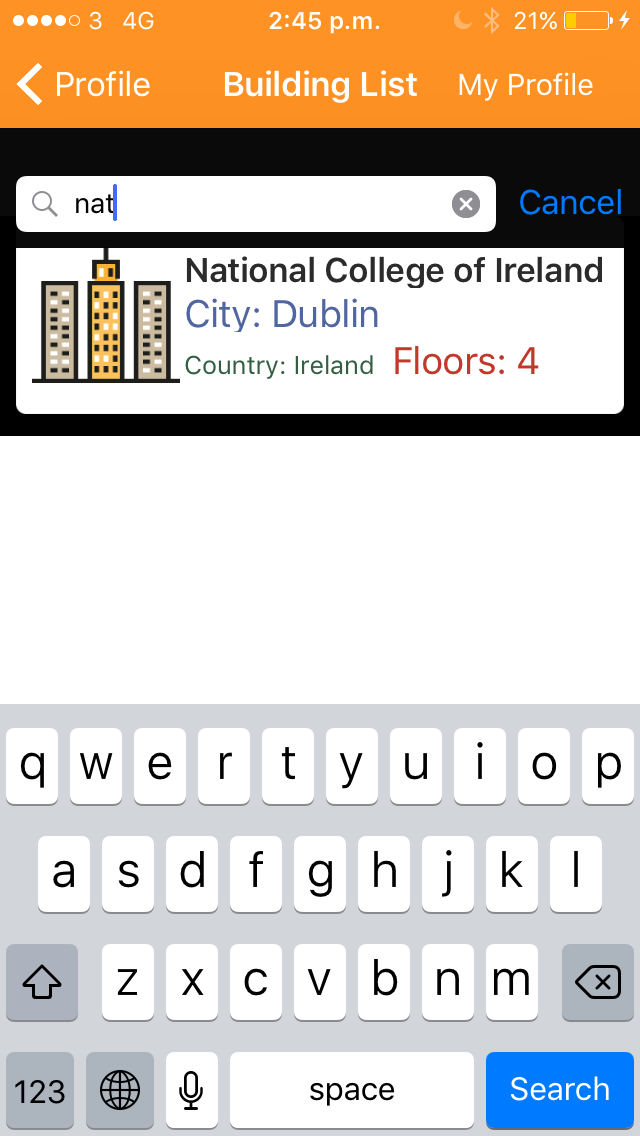 3 4G 2:45 p.m. 21%
Profile Building List My Profile
nat Cancel
National College of Ireland
City: Dublin
Country: Ireland Floors: 4
q w e r t y u i o p
a s d f g h j k l
z x c v b n m
123 space Search